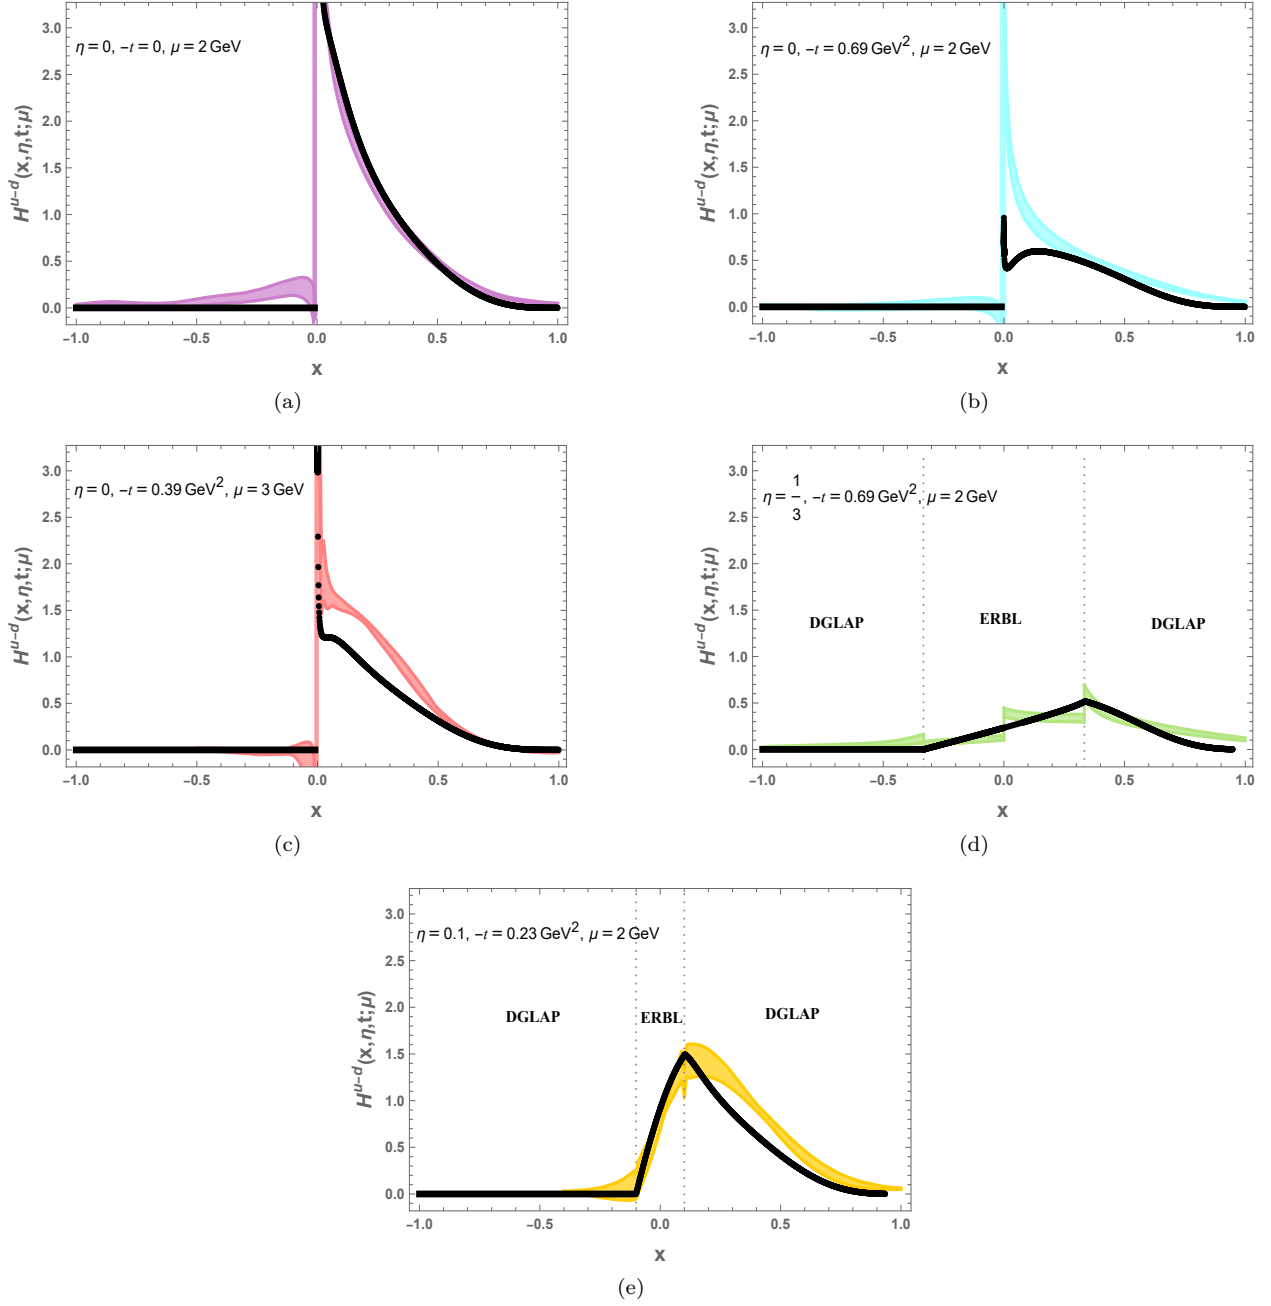 η = 0, -t = 0, μ = 2 GeV
H^{u-d}(x,η,t;μ)
3.0
2.5
2.0
1.5
1.0
0.5
0.0
-1.0 -0.5 0.0 0.5 1.0
x
(a)
η = 0, -t = 0.69 GeV², μ = 2 GeV
H^{u-d}(x,η,t;μ)
3.0
2.5
2.0
1.5
1.0
0.5
0.0
-1.0 -0.5 0.0 0.5 1.0
x
(b)
η = 0, -t = 0.39 GeV², μ = 3 GeV
H^{u-d}(x,η,t;μ)
3.0
2.5
2.0
1.5
1.0
0.5
0.0
-1.0 -0.5 0.0 0.5 1.0
x
(c)
η = 1/3, -t = 0.69 GeV², μ = 2 GeV
H^{u-d}(x,η,t;μ)
3.0
2.5
2.0
1.5
1.0
0.5
0.0
DGLAP ERBL DGLAP
-1.0 -0.5 0.0 0.5 1.0
x
(d)
η = 0.1, -t = 0.23 GeV², μ = 2 GeV
H^{u-d}(x,η,t;μ)
3.0
2.5
2.0
1.5
1.0
0.5
0.0
DGLAP ERBL DGLAP
-1.0 -0.5 0.0 0.5 1.0
x
(e)